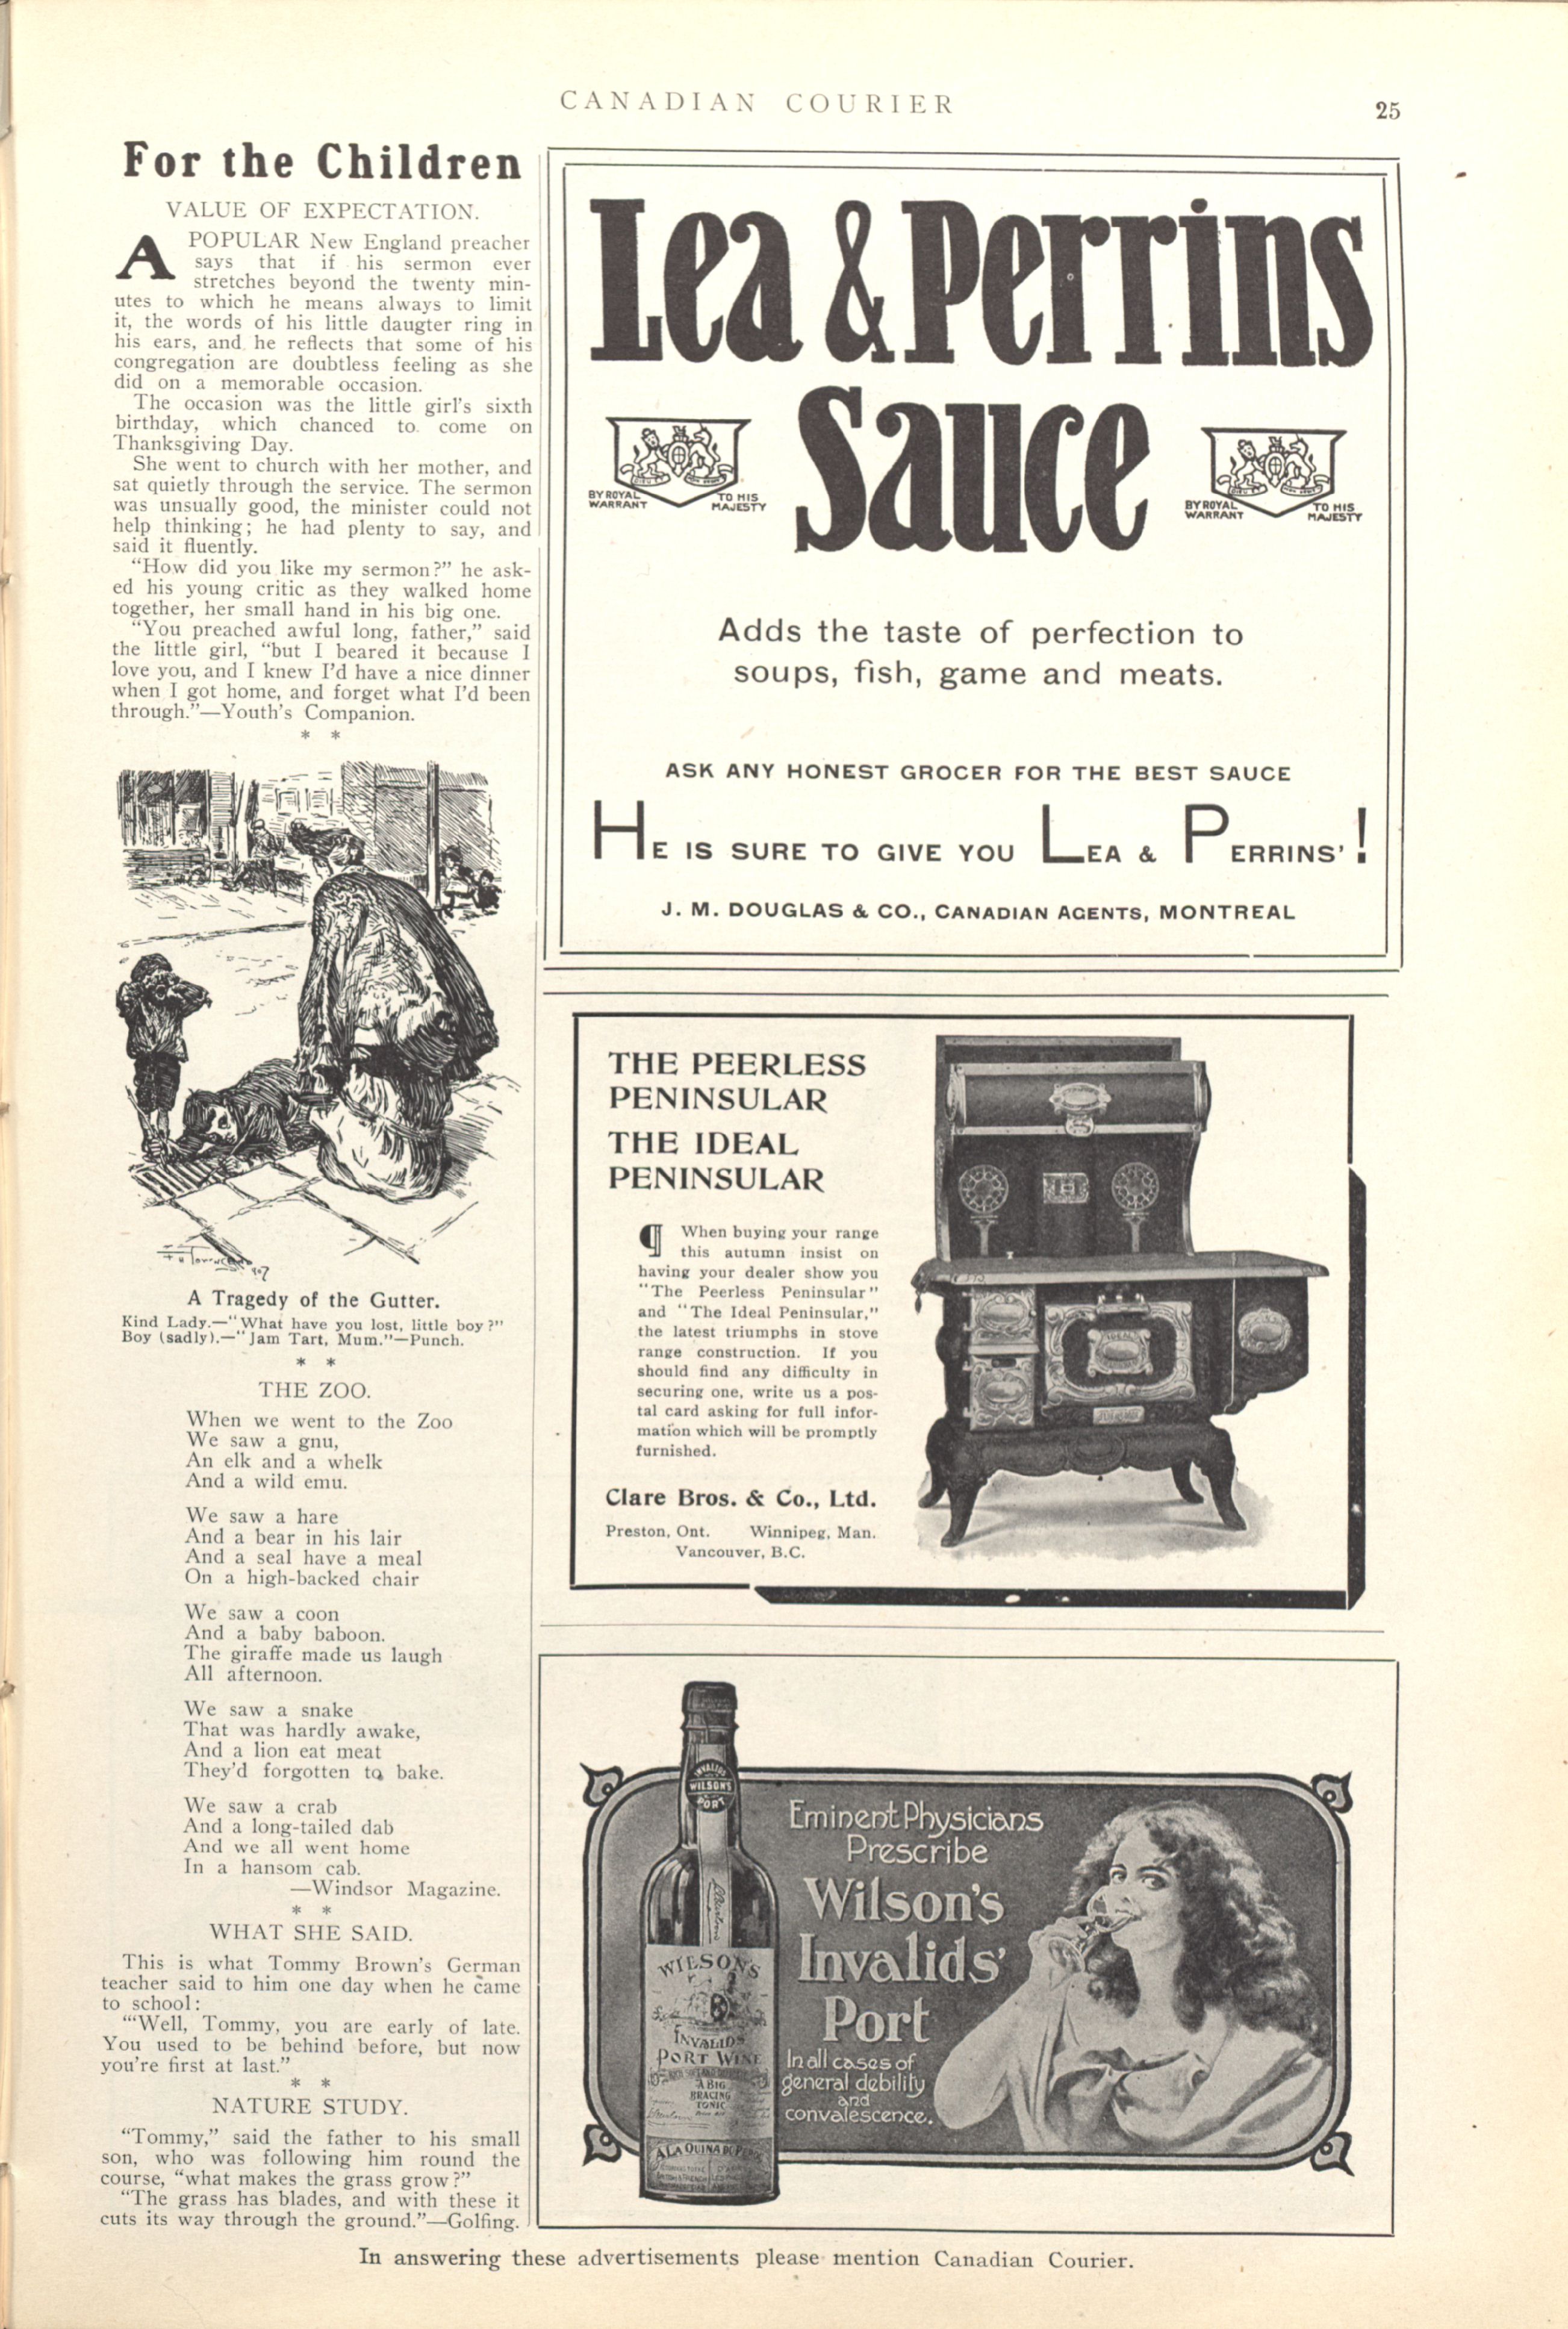 CANADIAN COURIER
25
For the Children
VALUE OF EXPECTATION.
A POPULAR New England preacher
says that if his sermon ever
stretches beyond the twenty min-
utes to which he means always to limit
it, the words of his little daugter ring in
his ears, and he reflects that some of his
congregation are doubtless feeling as she
did on a memorable occasion.
The occasion was the little girl's sixth
birthday, which chanced to come on
Thanksgiving Day.
She went to church with her mother, and
sat quietly through the service. The sermon
was unsually good, the minister could not
help thinking; he had plenty to say, and
said it fluently.
"How did you like my sermon?" he ask-
ed his young critic as they walked home
together, her small hand in his big one.
"You preached awful long, father," said
the little girl, "but I beared it because I
love you, and I knew I'd have a nice dinner
when I got home, and forget what I'd been
through."—Youth's Companion.
* *
A Tragedy of the Gutter.
Kind Lady.—"What have you lost, little boy?"
Boy (sadly).—"Jam Tart, Mum."—Punch.
* *
THE ZOO.
When we went to the Zoo
We saw a gnu,
An elk and a whelk
And a wild emu.
We saw a hare
And a bear in his lair
And a seal have a meal
On a high-backed chair
We saw a coon
And a baby baboon.
The giraffe made us laugh
All afternoon.
We saw a snake
That was hardly awake,
And a lion eat meat
They'd forgotten to bake.
We saw a crab
And a long-tailed dab
And we all went home
In a hansom cab.
—Windsor Magazine.
* *
WHAT SHE SAID.
This is what Tommy Brown's German
teacher said to him one day when he came
to school:
"'Well, Tommy, you are early of late.
You used to be behind before, but now
you're first at last."
* *
NATURE STUDY.
"Tommy," said the father to his small
son, who was following him round the
course, "what makes the grass grow?"
"The grass has blades, and with these it
cuts its way through the ground."—Golfing.
Lea & Perrins
Sauce
BY ROYAL WARRANT
TO HIS MAJESTY
BY ROYAL WARRANT
TO HIS MAJESTY
Adds the taste of perfection to
soups, fish, game and meats.
ASK ANY HONEST GROCER FOR THE BEST SAUCE
HE IS SURE TO GIVE YOU LEA & PERRINS'!
J. M. DOUGLAS & CO., CANADIAN AGENTS, MONTREAL
THE PEERLESS
PENINSULAR
THE IDEAL
PENINSULAR
¶ When buying your range
this autumn insist on
having your dealer show you
"The Peerless Peninsular"
and "The Ideal Peninsular,"
the latest triumphs in stove
range construction. If you
should find any difficulty in
securing one, write us a pos-
tal card asking for full infor-
mation which will be promptly
furnished.
Clare Bros. & Co., Ltd.
Preston, Ont. Winnipeg, Man.
Vancouver, B.C.
IDEAL
INVALIDS
WILSON'S
PORT
WILSON'S
INVALIDS
PORT WINE
A BIG
BRACING
TONIC
A LA QUINA DU PEROU
Eminent Physicians
Prescribe
Wilson's
Invalids'
Port
In all cases of
general debility
and
convalescence.
In answering these advertisements please mention Canadian Courier.